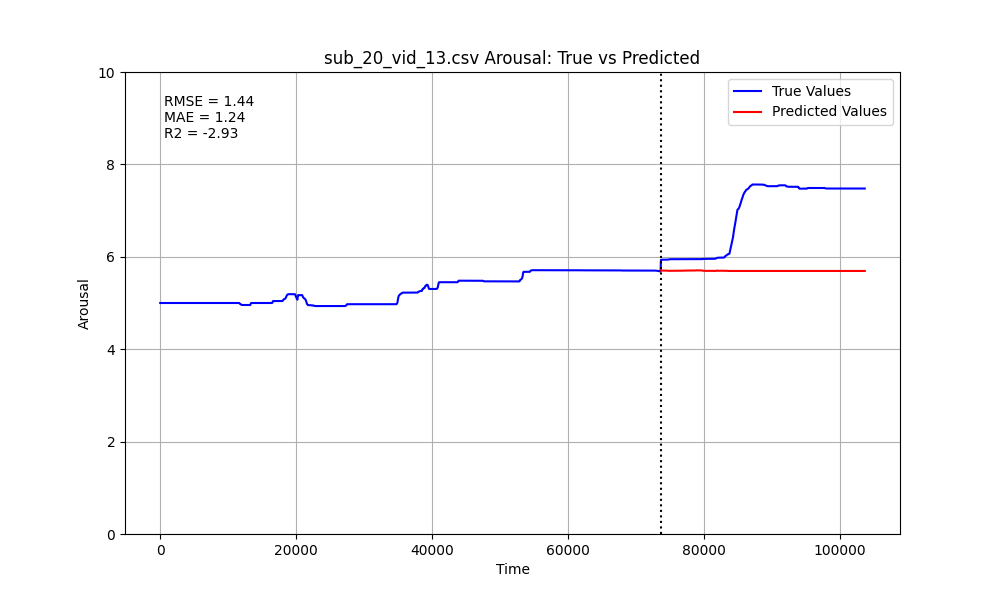 sub_20_vid_13.csv Arousal: True vs Predicted
RMSE = 1.44
MAE = 1.24
R2 = -2.93
True Values
Predicted Values
10
8
6
4
2
0
Arousal
0
20000
40000
60000
80000
100000
Time